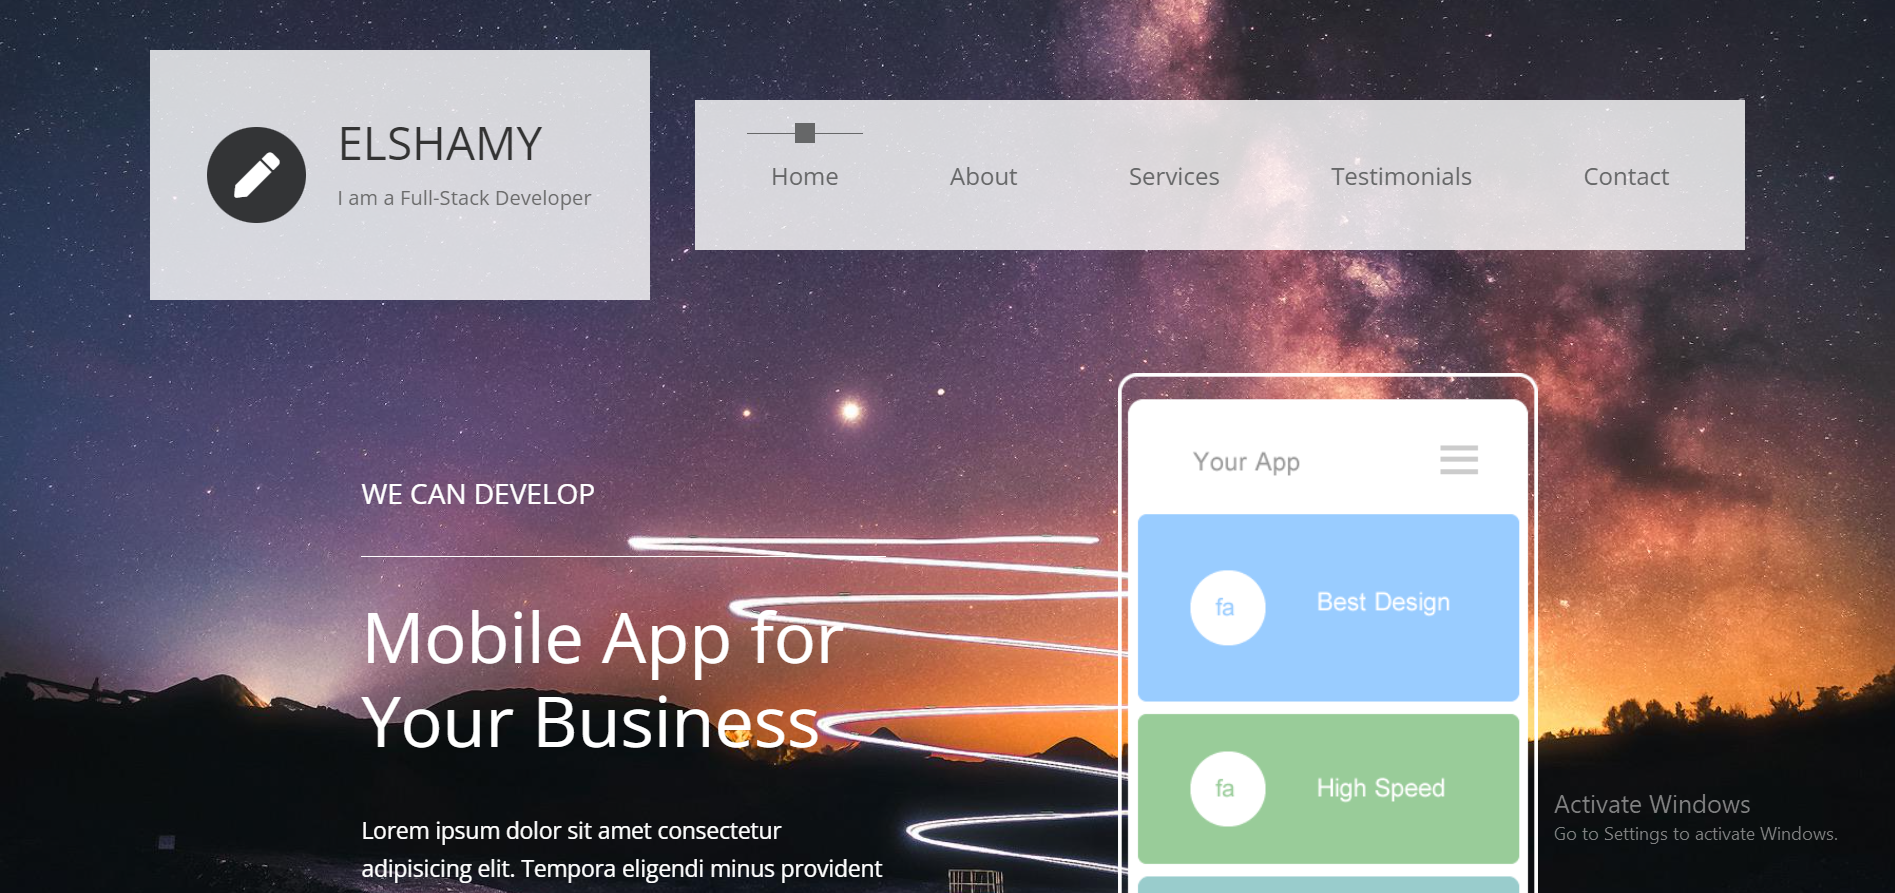 ELSHAMY
I am a Full-Stack Developer
Home About Services Testimonials Contact
WE CAN DEVELOP
Mobile App for
Your Business
Lorem ipsum dolor sit amet consectetur
adipisicing elit. Tempora eligendi minus provident
Your App
fa Best Design
fa High Speed
Activate Windows
Go to Settings to activate Windows.